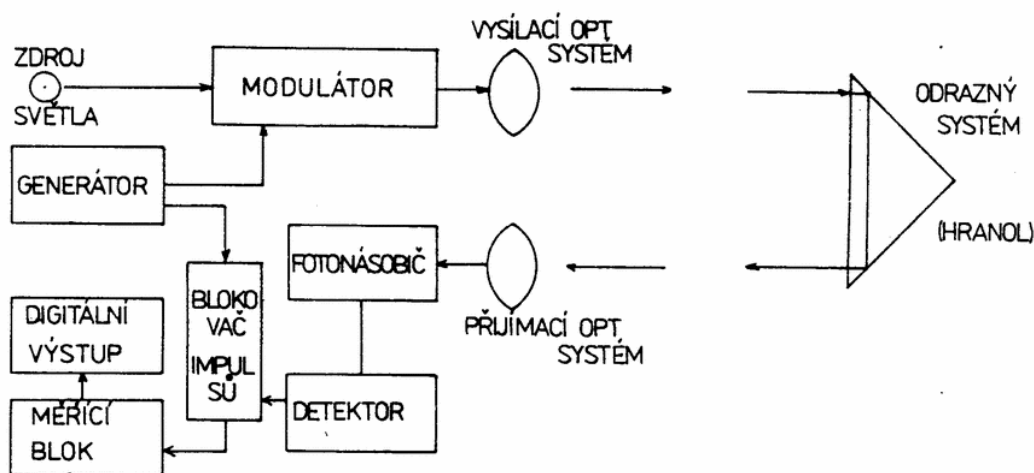 ZDROJ
SVĚTLA
MODULÁTOR
VYSÍLACÍ OPT.
SYSTÉM
ODRAZNÝ
SYSTÉM
(HRANOL)
GENERÁTOR
FOTONÁSOBIČ
PŘIJÍMACÍ OPT.
SYSTÉM
BLOKO
VAČ
IMPUL
SŮ
DETEKTOR
DIGITÁLNÍ
VÝSTUP
MĚŘÍCÍ
BLOK